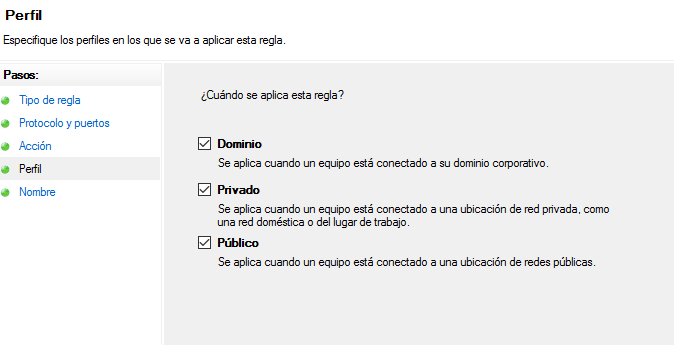 Perfil
Especifique los perfiles en los que se va a aplicar esta regla.
Pasos:
Tipo de regla
Protocolo y puertos
Acción
Perfil
Nombre
¿Cuándo se aplica esta regla?
Dominio
Se aplica cuando un equipo está conectado a su dominio corporativo.
Privado
Se aplica cuando un equipo está conectado a una ubicación de red privada, como
una red doméstica o del lugar de trabajo.
Público
Se aplica cuando un equipo está conectado a una ubicación de redes públicas.